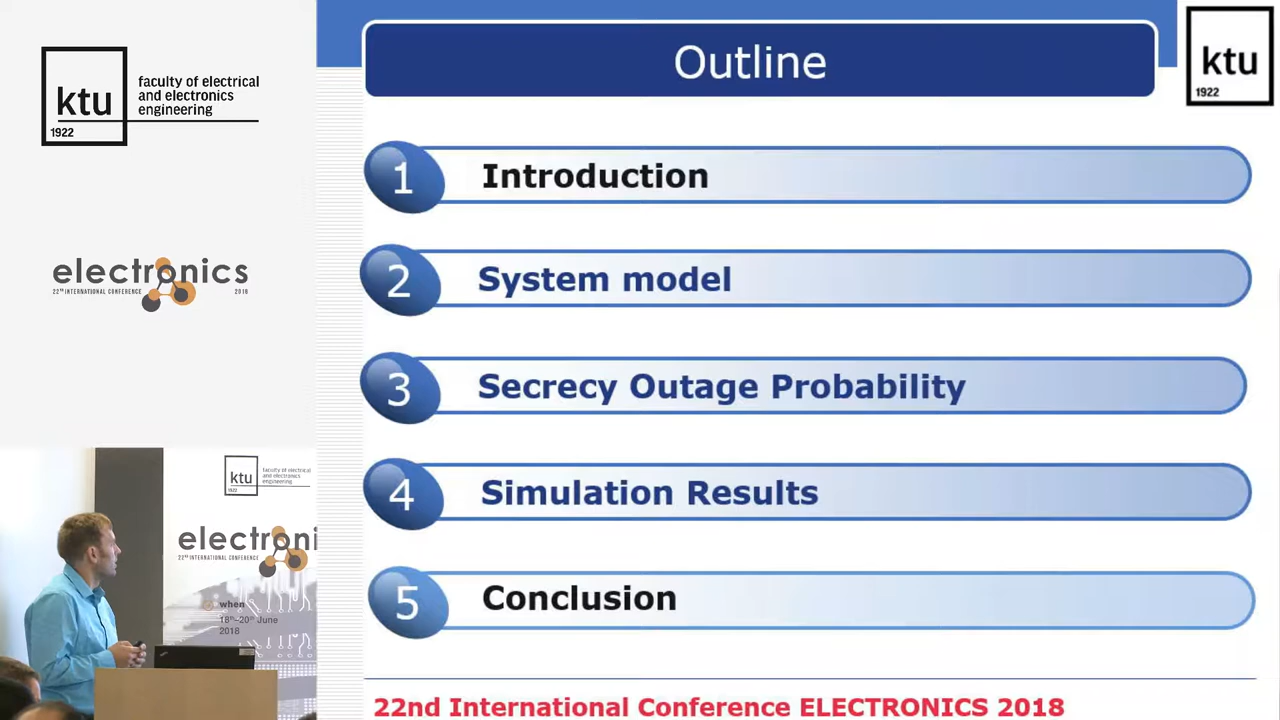 ktu
1922
faculty of electrical
and electronics
engineering
electronics
22ND INTERNATIONAL CONFERENCE 2018
Outline
ktu
1922
1 Introduction
2 System model
3 Secrecy Outage Probability
4 Simulation Results
5 Conclusion
22nd International Conference ELECTRONICS 2018
ktu
1922
faculty of electrical
and electronics
engineering
electroni
22ND INTERNATIONAL CONFERENCE
when
18th–20th June
2018